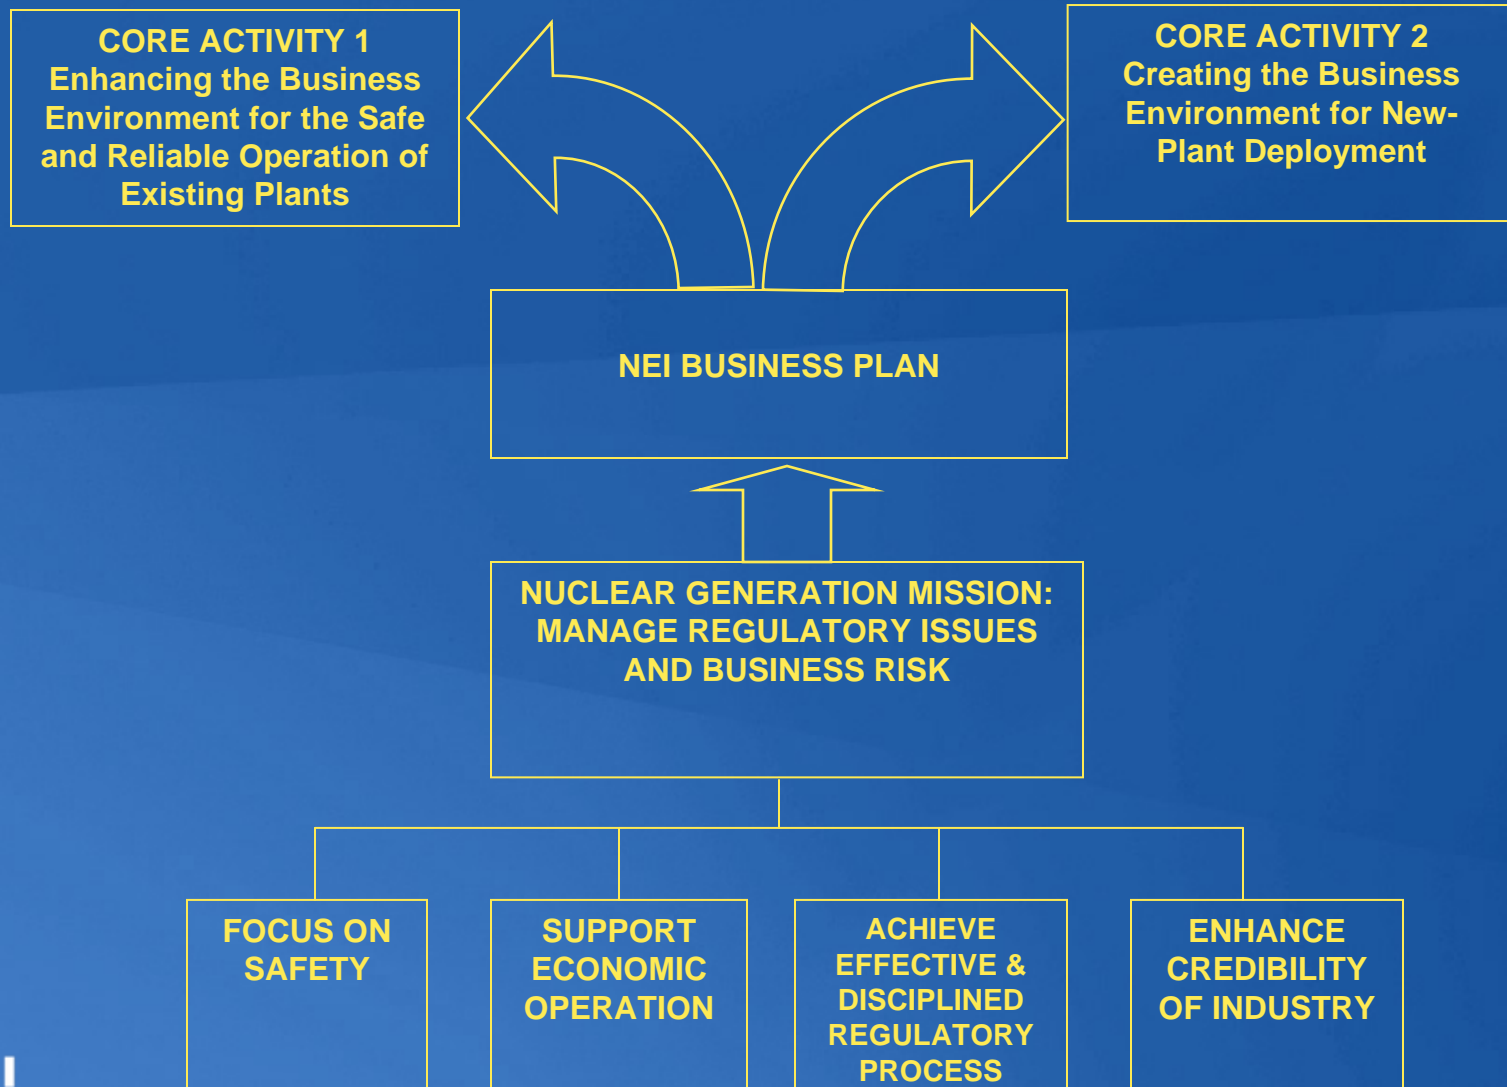 CORE ACTIVITY 1
Enhancing the Business
Environment for the Safe
and Reliable Operation of
Existing Plants
CORE ACTIVITY 2
Creating the Business
Environment for New-
Plant Deployment
NEI BUSINESS PLAN
NUCLEAR GENERATION MISSION:
MANAGE REGULATORY ISSUES
AND BUSINESS RISK
FOCUS ON
SAFETY
SUPPORT
ECONOMIC
OPERATION
ACHIEVE
EFFECTIVE &
DISCIPLINED
REGULATORY
PROCESS
ENHANCE
CREDIBILITY
OF INDUSTRY